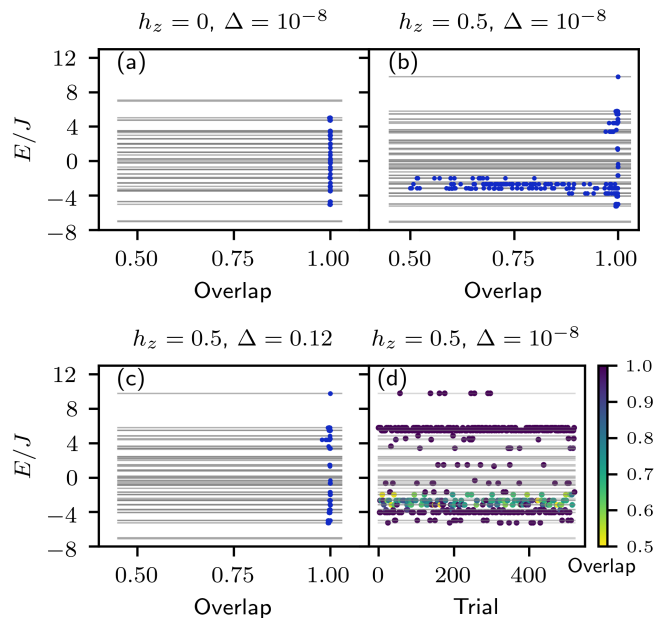 h_z = 0, Δ = 10⁻⁸
h_z = 0.5, Δ = 10⁻⁸
(a)
(b)
E/J
12
8
4
0
−4
−8
0.50
0.75
1.00
0.50
0.75
1.00
Overlap
Overlap
h_z = 0.5, Δ = 0.12
h_z = 0.5, Δ = 10⁻⁸
(c)
(d)
E/J
12
8
4
0
−4
−8
1.0
0.9
0.8
0.7
0.6
0.5
0.50
0.75
1.00
0
200
400
Overlap
Overlap
Trial